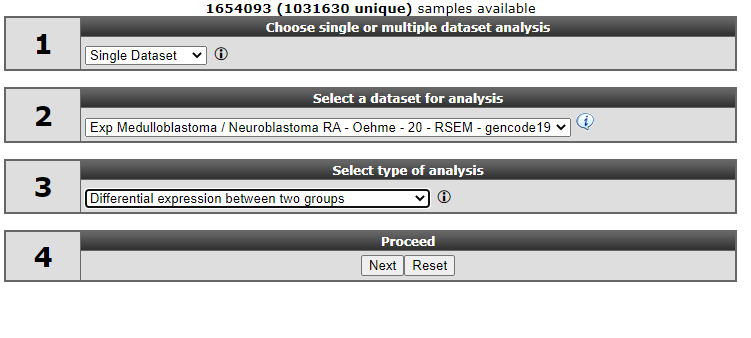 1654093 (1031630 unique) samples available
1
Choose single or multiple dataset analysis
Single Dataset
2
Select a dataset for analysis
Exp Medulloblastoma / Neuroblastoma RA - Oehme - 20 - RSEM - gencode19
3
Select type of analysis
Differential expression between two groups
4
Proceed
Next Reset